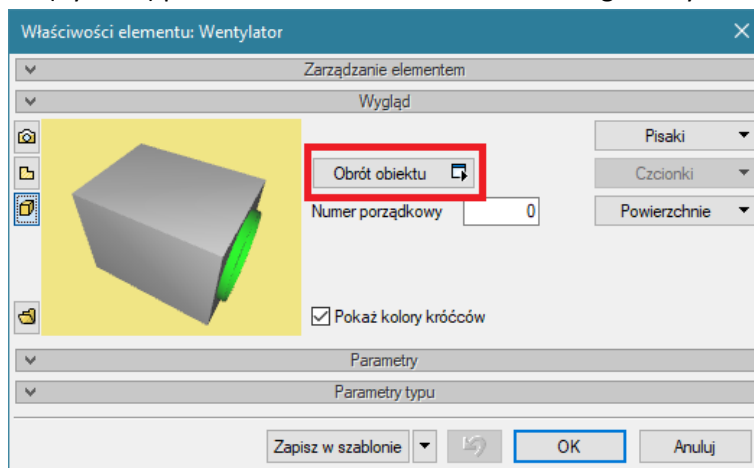 Właściwości elementu: Wentylator
Zarządzanie elementem
Wygląd
Pisaki
Obrót obiektu
Czcionki
Numer porządkowy 0
Powierzchnie
Pokaż kolory króćców
Parametry
Parametry typu
Zapisz w szablonie
OK
Anuluj